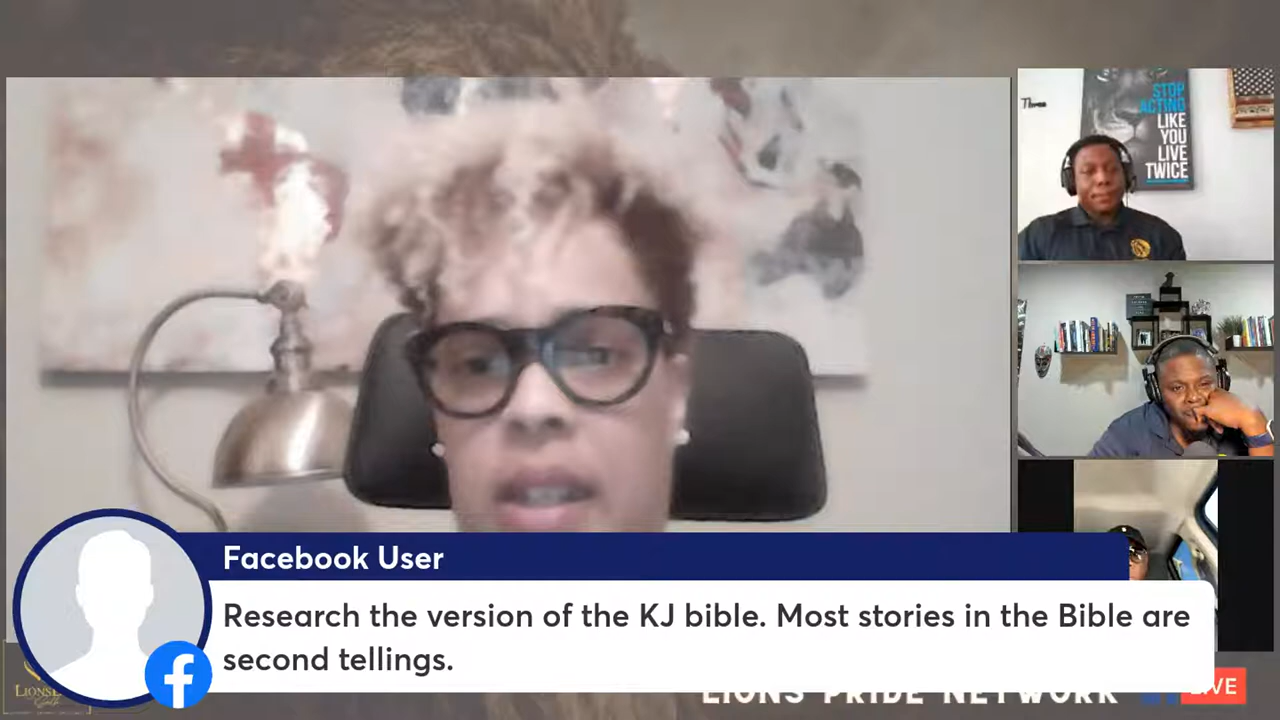 Three
STOP
ACTING
LIKE
YOU
LIVE
TWICE
Facebook User
Research the version of the KJ bible. Most stories in the Bible are
second tellings.
LIONS PRIDE NETWORK
LIVE